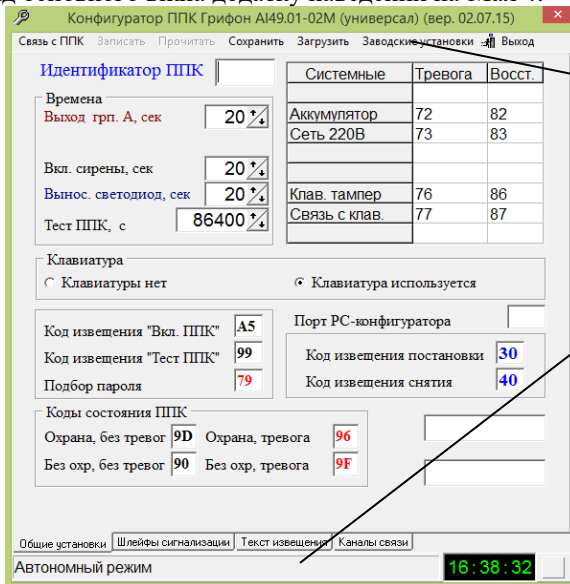 Конфигуратор ППК Грифон AI49.01-02М (универсал) (вер. 02.07.15)
Связь с ППК Записать Прочитать Сохранить Загрузить Заводские установки Выход
Идентификатор ППК
Системные Тревога Восст.
Времена
Выход грп. А, сек 20
Аккумулятор 72 82
Сеть 220В 73 83
Вкл. сирены, сек 20
Вынос. светодиод, сек 20
Клав. тампер 76 86
Тест ППК, с 86400
Связь с клав. 77 87
Клавиатура
Клавиатуры нет Клавиатура используется
Код извещения "Вкл. ППК" A5
Порт РС-конфигуратора
Код извещения "Тест ППК" 99
Код извещения постановки 30
Подбор пароля 79
Код извещения снятия 40
Коды состояния ППК
Охрана, без тревог 9D Охрана, тревога 96
Без охр, без тревог 90 Без охр, тревога 9F
Общие установки Шлейфы сигнализации Текст извещения Каналы связи
Автономный режим 16:38:32